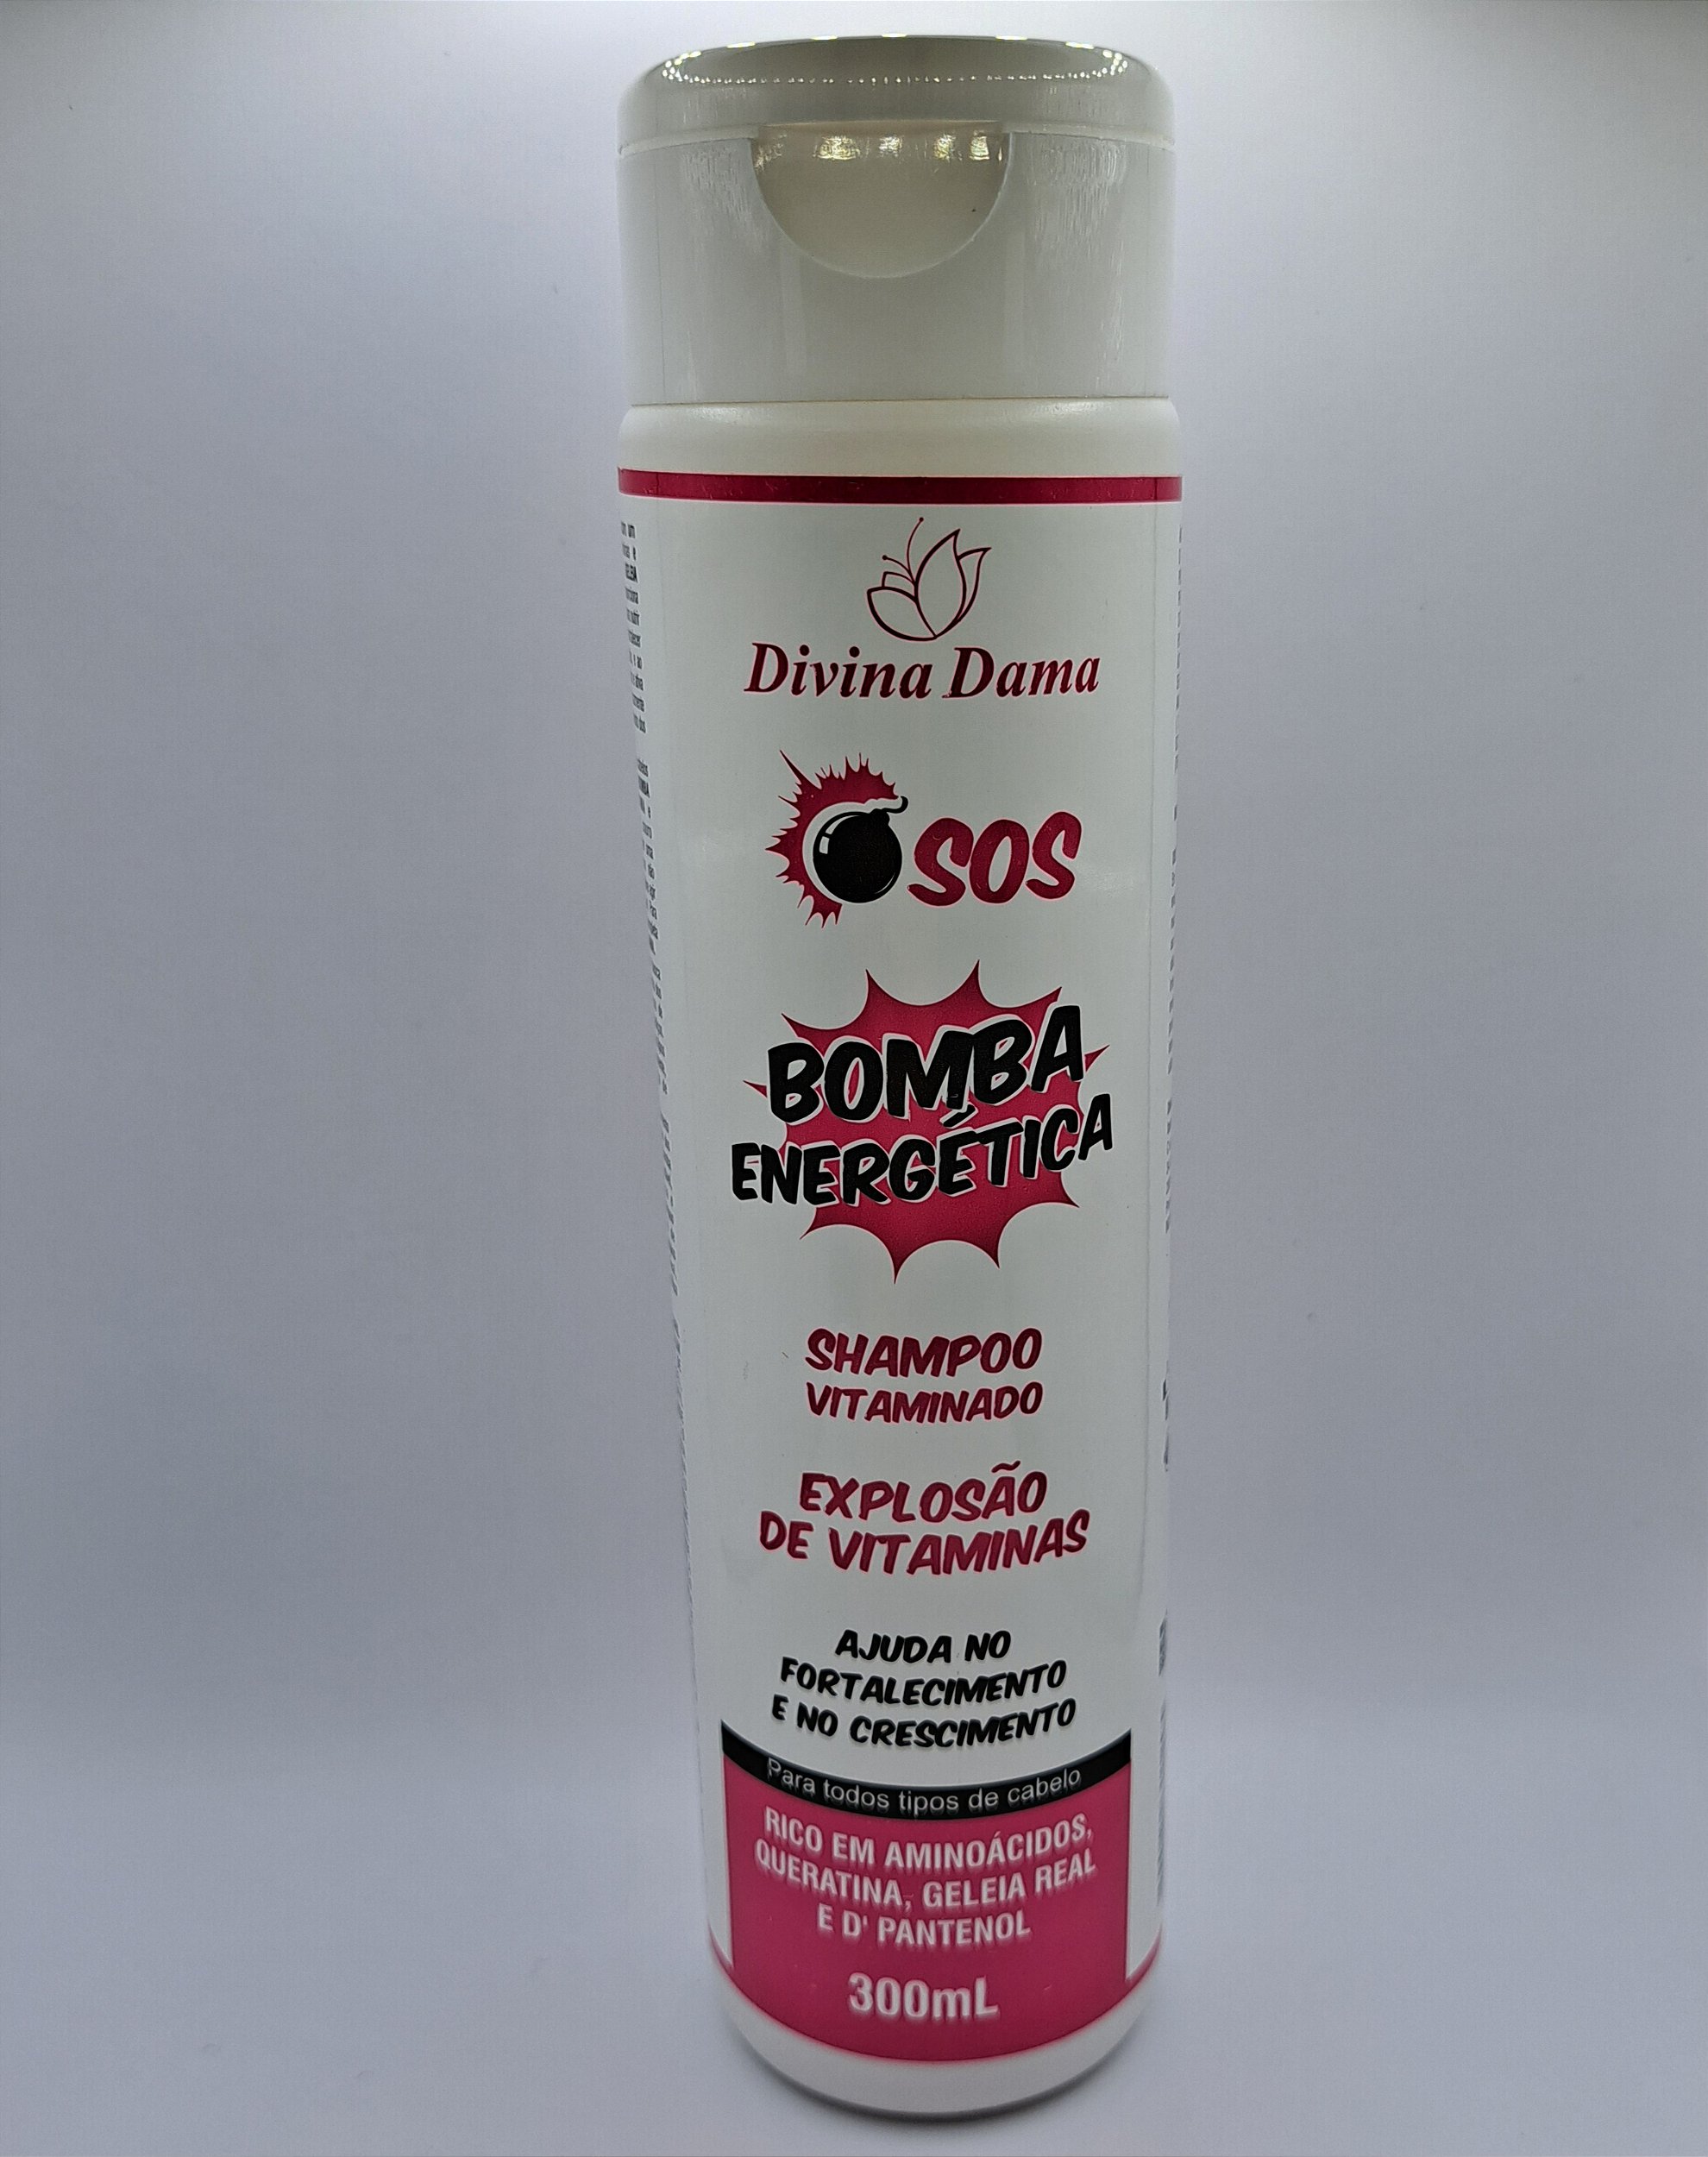 Divina Dama
SOS
BOMBA
ENERGÉTICA
SHAMPOO
VITAMINADO
EXPLOSÃO
DE VITAMINAS
AJUDA NO
FORTALECIMENTO
E NO CRESCIMENTO
Para todos tipos de cabelo
RICO EM AMINOÁCIDOS,
QUERATINA, GELEIA REAL
E D' PANTENOL
300mL